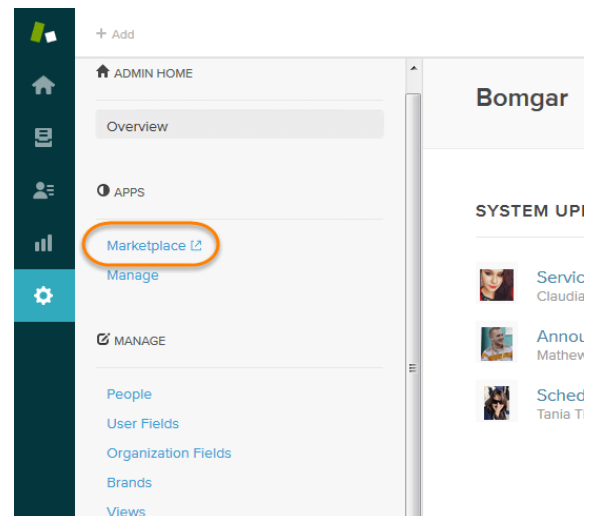 + Add
ADMIN HOME
Overview
APPS
Marketplace
Manage
MANAGE
People
User Fields
Organization Fields
Brands
Views
Bomgar
SYSTEM UP
Servic
Claudia
Annou
Mathew
Sched
Tania T